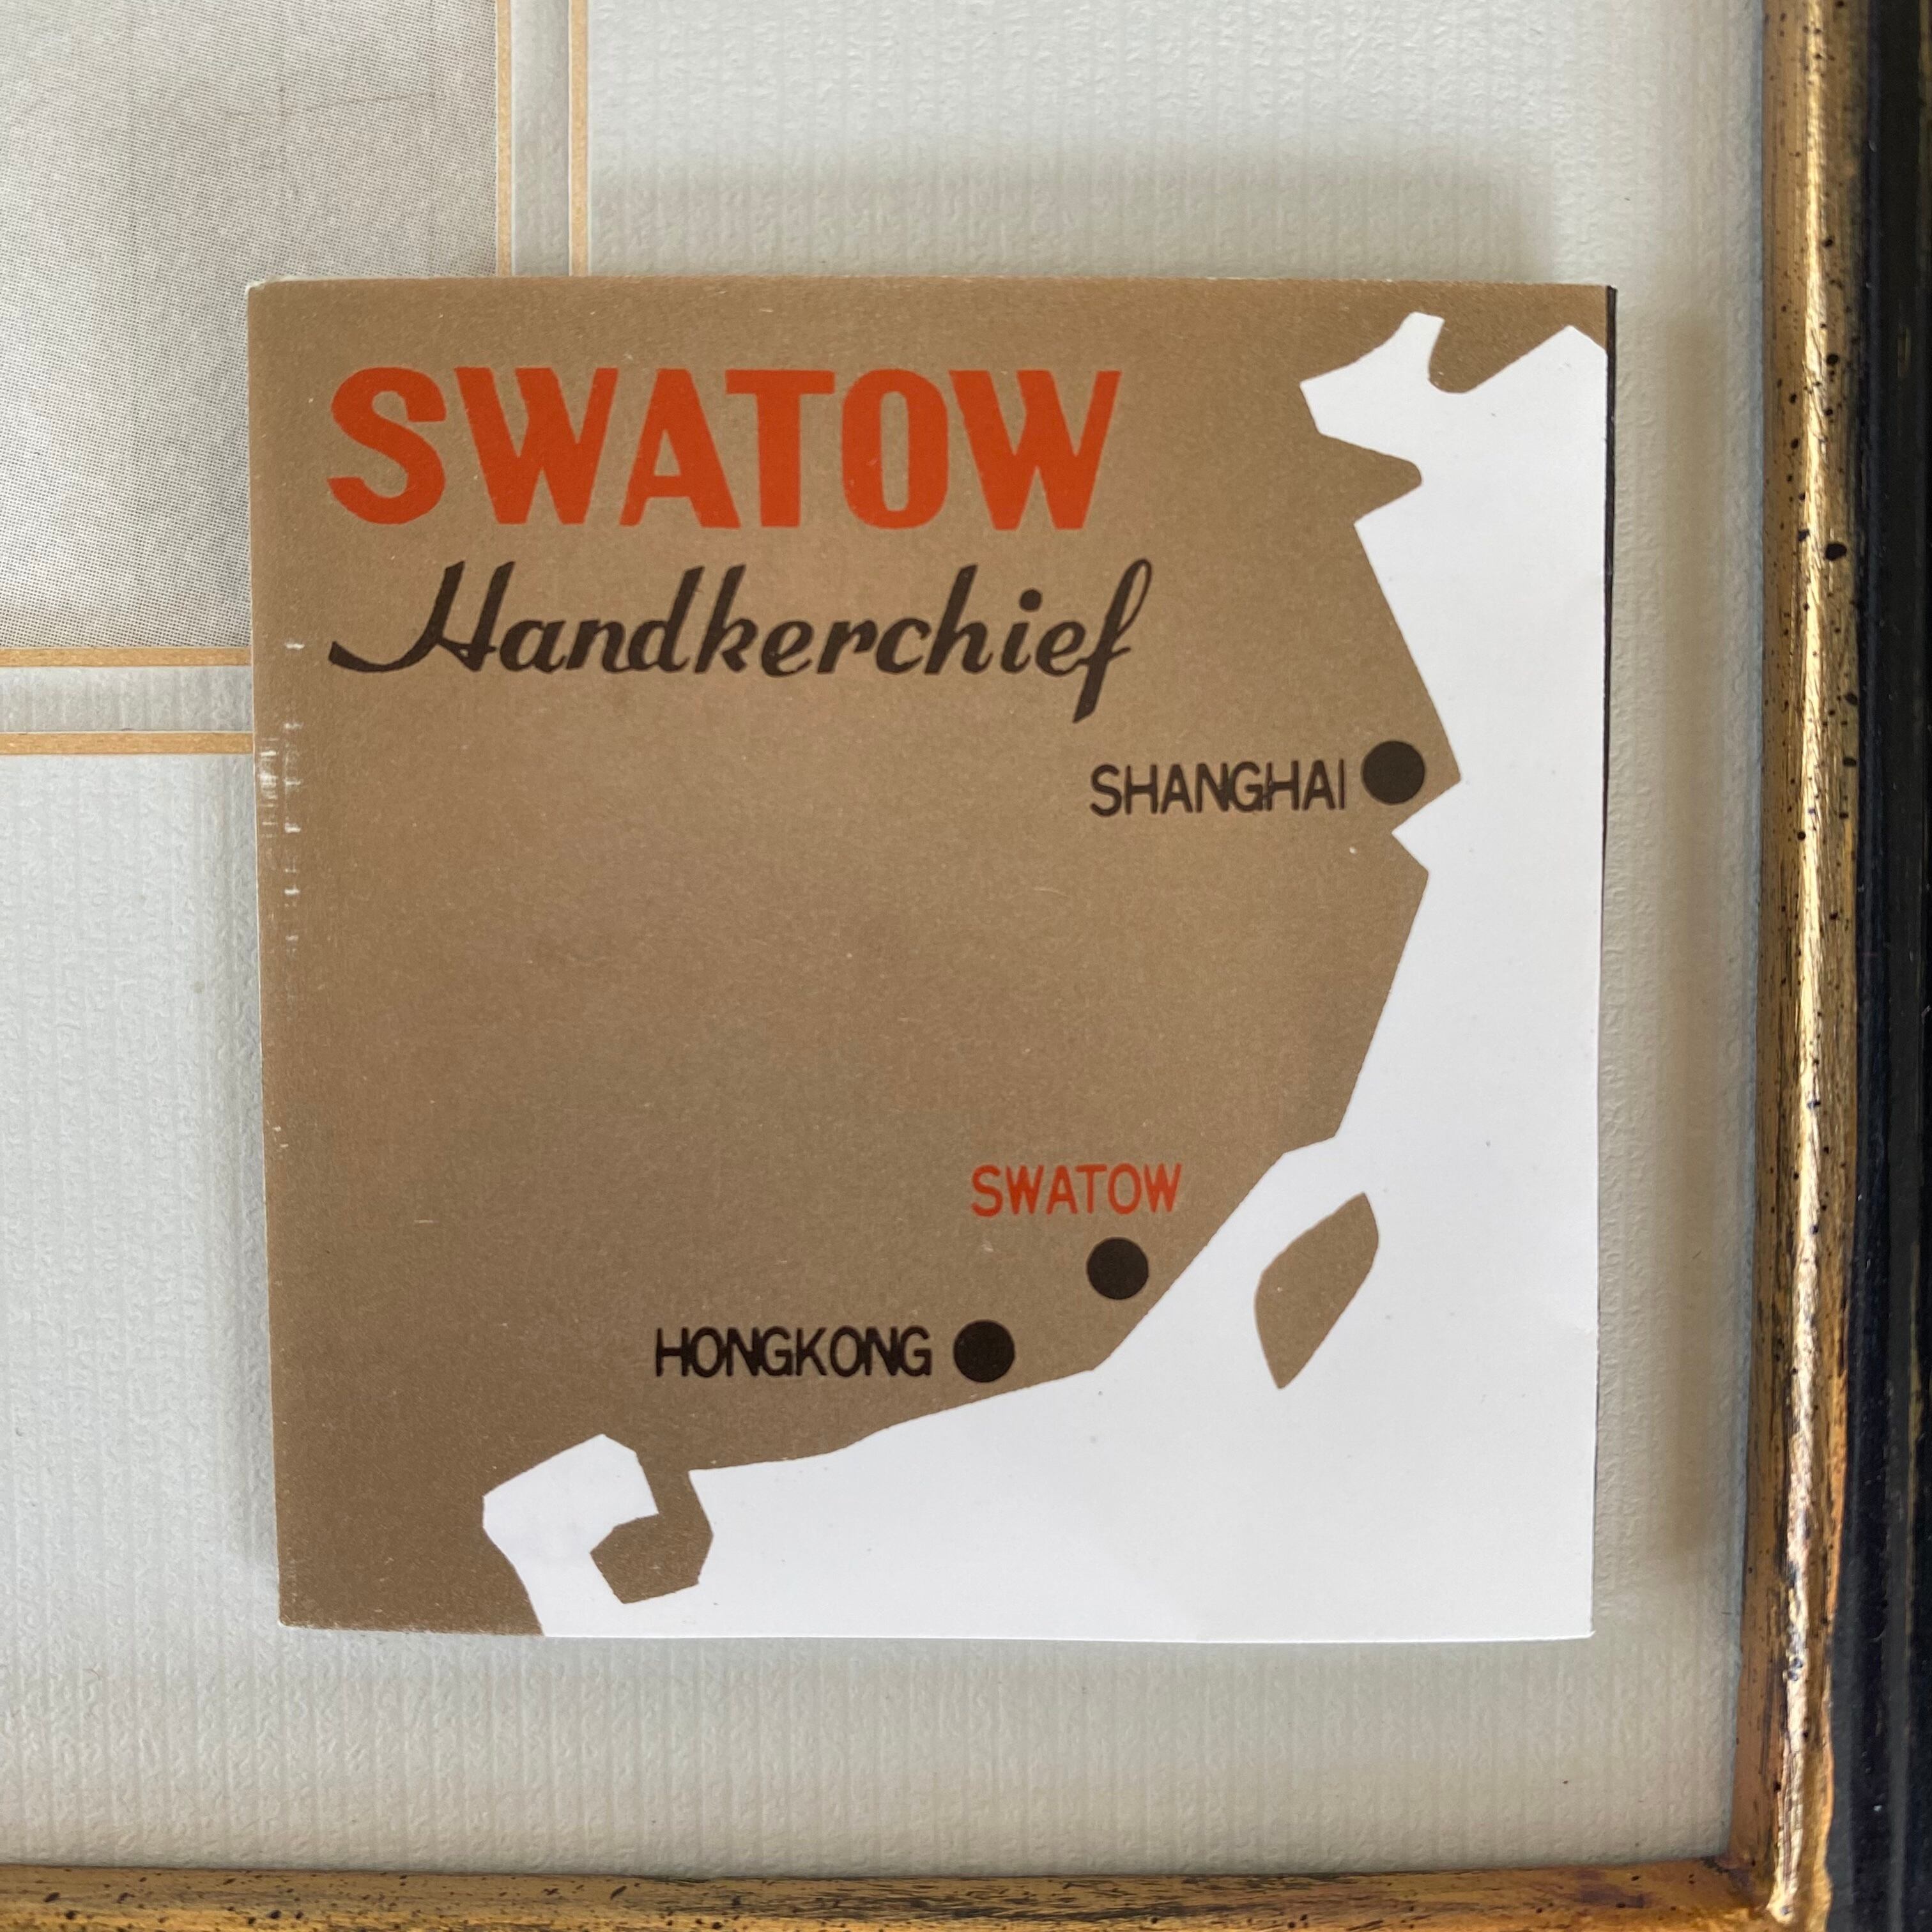 SWATOW
Handkerchief
SHANGHAI
SWATOW
HONGKONG